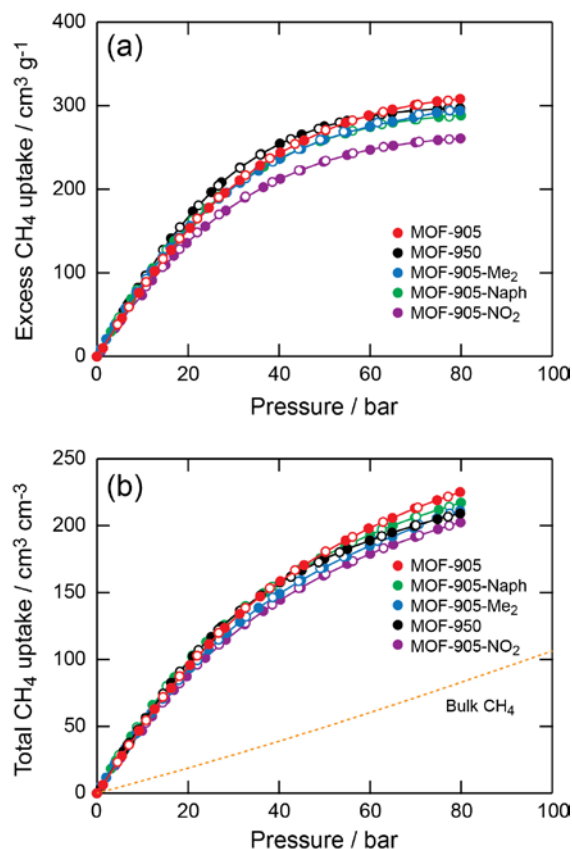 (a)
Excess CH4 uptake / cm3 g-1
400
300
200
100
0
MOF-905
MOF-950
MOF-905-Me2
MOF-905-Naph
MOF-905-NO2
0 20 40 60 80 100
Pressure / bar
(b)
Total CH4 uptake / cm3 cm-3
250
200
150
100
50
0
MOF-905
MOF-905-Naph
MOF-905-Me2
MOF-950
MOF-905-NO2
Bulk CH4
0 20 40 60 80 100
Pressure / bar